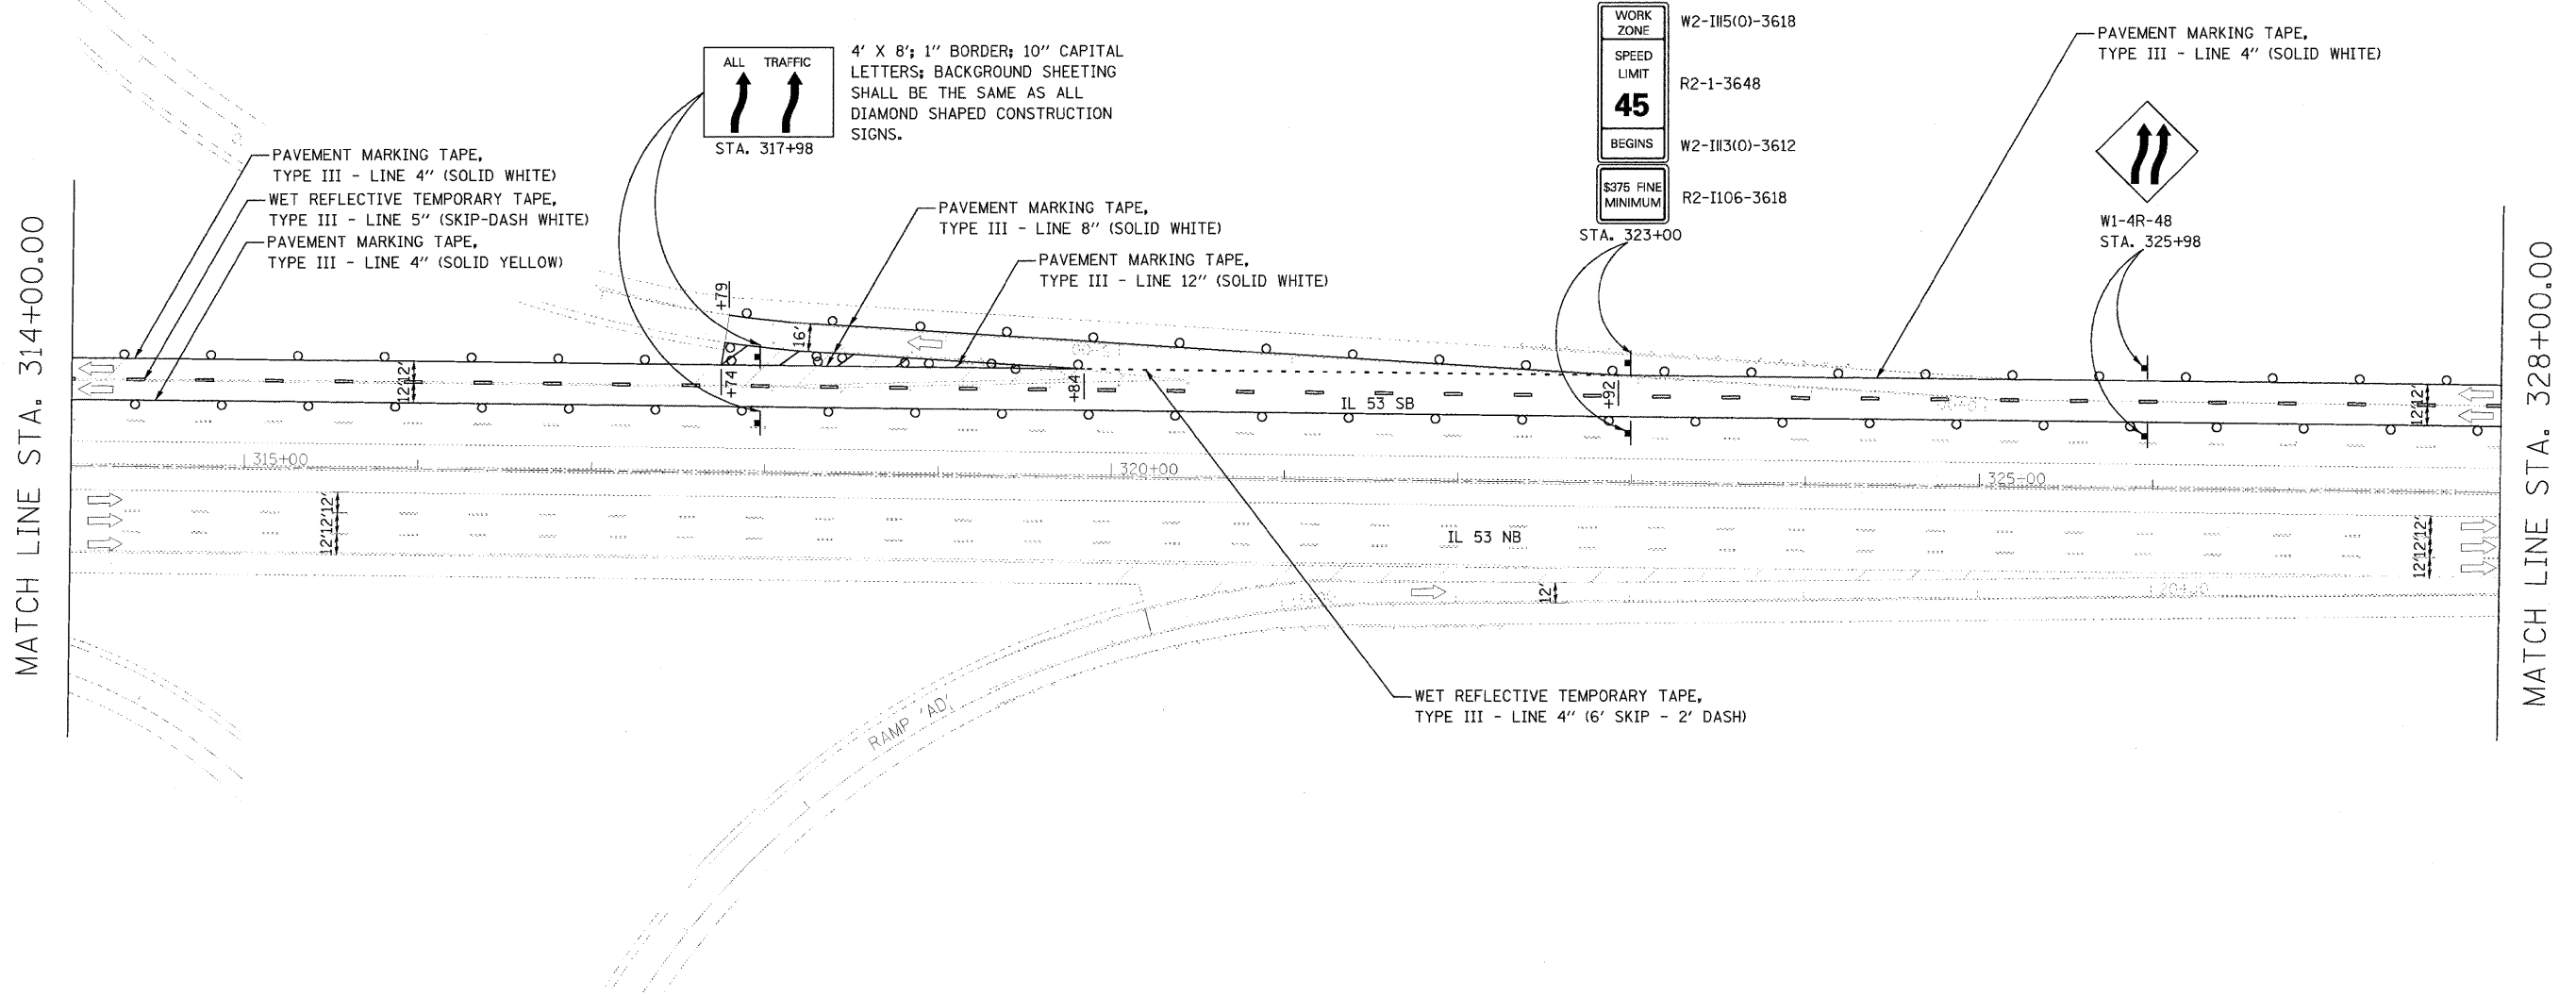 WORK
ZONE
W2-I115(O)-3618
SPEED
LIMIT
45
R2-1-3648
BEGINS
W2-I113(O)-3612
$375 FINE
MINIMUM
R2-I106-3618
STA. 323+00
PAVEMENT MARKING TAPE,
TYPE III - LINE 4" (SOLID WHITE)
ALL TRAFFIC
STA. 317+98
4' X 8'; 1" BORDER; 10" CAPITAL
LETTERS; BACKGROUND SHEETING
SHALL BE THE SAME AS ALL
DIAMOND SHAPED CONSTRUCTION
SIGNS.
PAVEMENT MARKING TAPE,
TYPE III - LINE 4" (SOLID WHITE)
WET REFLECTIVE TEMPORARY TAPE,
TYPE III - LINE 5" (SKIP-DASH WHITE)
PAVEMENT MARKING TAPE,
TYPE III - LINE 4" (SOLID YELLOW)
PAVEMENT MARKING TAPE,
TYPE III - LINE 8" (SOLID WHITE)
PAVEMENT MARKING TAPE,
TYPE III - LINE 12" (SOLID WHITE)
W1-4R-48
STA. 325+98
MATCH LINE STA. 314+00.00
MATCH LINE STA. 328+00.00
+79
16'
+74
+84
+92
12'12'
12'12'
IL 53 SB
315+00
320+00
325+00
12'12'12'
IL 53 NB
12'12'12'
12'
RAMP 'AD'
WET REFLECTIVE TEMPORARY TAPE,
TYPE III - LINE 4" (6' SKIP - 2' DASH)